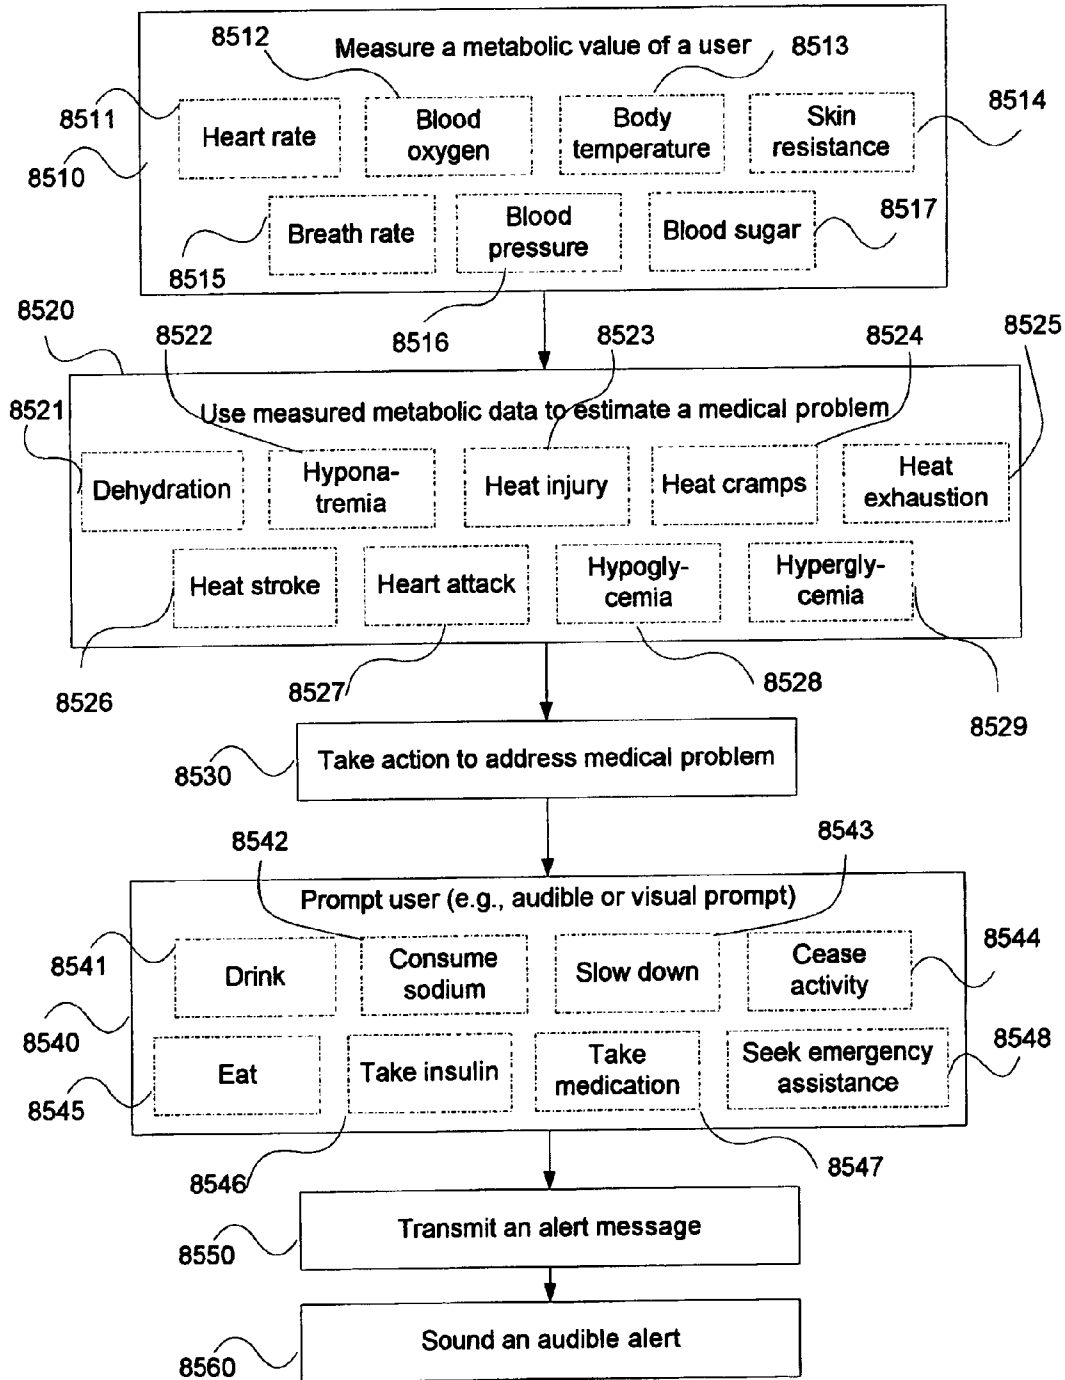 8512
Measure a metabolic value of a user
8513
8511
8510
Heart rate
Blood
oxygen
Body
temperature
Skin
resistance
8514
8515
Breath rate
Blood
pressure
Blood sugar
8517
8516
8520
8522
8523
8524
8525
8521
Use measured metabolic data to estimate a medical problem
Dehydration
Hypona-
tremia
Heat injury
Heat cramps
Heat
exhaustion
Heat stroke
Heart attack
Hypogly-
cemia
Hypergly-
cemia
8526
8527
8528
8529
8530
Take action to address medical problem
8542
8543
Prompt user (e.g., audible or visual prompt)
8541
Drink
Consume
sodium
Slow down
Cease
activity
8544
8540
8545
Eat
Take insulin
Take
medication
Seek emergency
assistance
8548
8546
8547
8550
Transmit an alert message
8560
Sound an audible alert